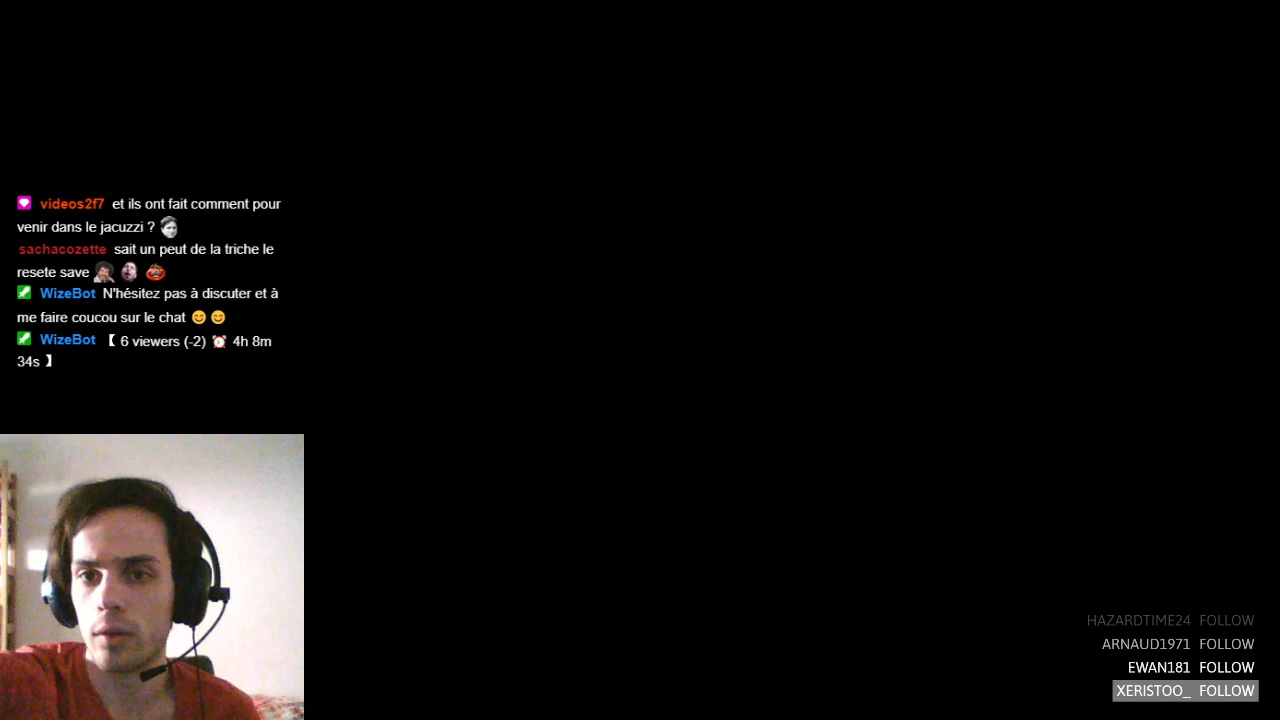 videos2f7 et ils ont fait comment pour
venir dans le jacuzzi ?
sachacozette sait un peut de la triche le
resete save
WizeBot N'hésitez pas à discuter et à
me faire coucou sur le chat
WizeBot 【 6 viewers (-2) ⏰ 4h 8m
34s 】
HAZARDTIME24 FOLLOW
ARNAUD1971 FOLLOW
EWAN181 FOLLOW
XERISTOO_ FOLLOW